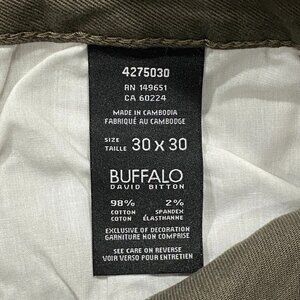 4275030
RN 149651
CA 60224
MADE IN CAMBODIA
FABRIQUÉ AU CAMBODGE
SIZE
TAILLE 30 x 30
BUFFALO
DAVID BITTON
98% 2%
COTTON SPANDEX
COTON ÉLASTHANNE
EXCLUSIVE OF DECORATION
GARNITURE NON COMPRISE
SEE CARE ON REVERSE
VOIR VERSO POUR ENTRETIEN